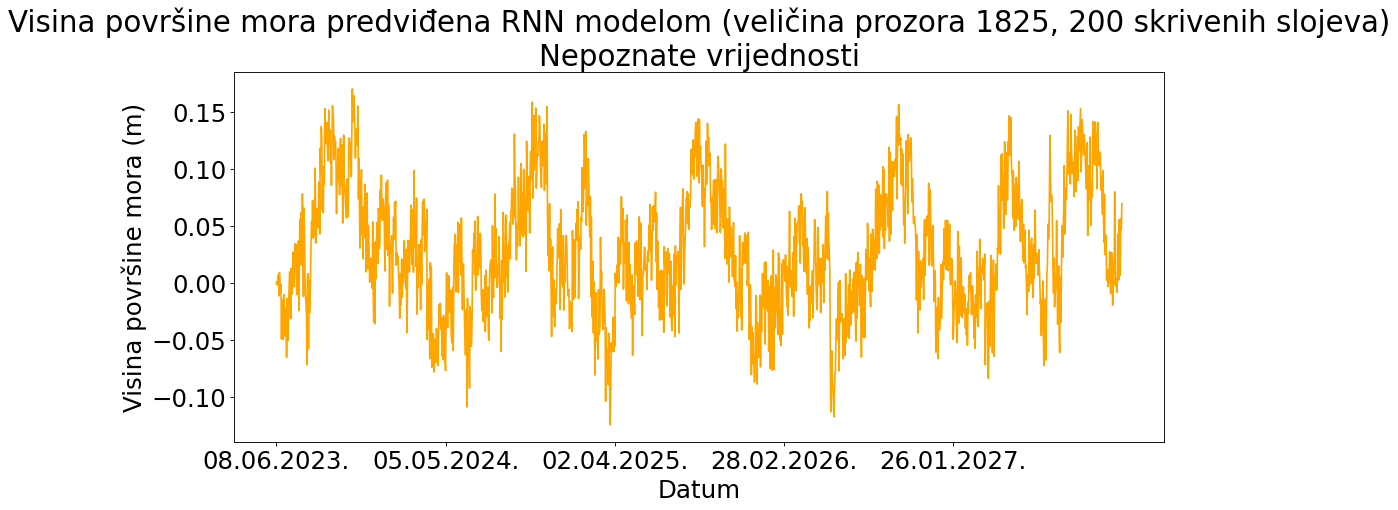 Visina površine mora predviđena RNN modelom (veličina prozora 1825, 200 skrivenih slojeva)
Nepoznate vrijednosti
Visina površine mora (m)
0.15
0.10
0.05
0.00
−0.05
−0.10
08.06.2023. 05.05.2024. 02.04.2025. 28.02.2026. 26.01.2027.
Datum